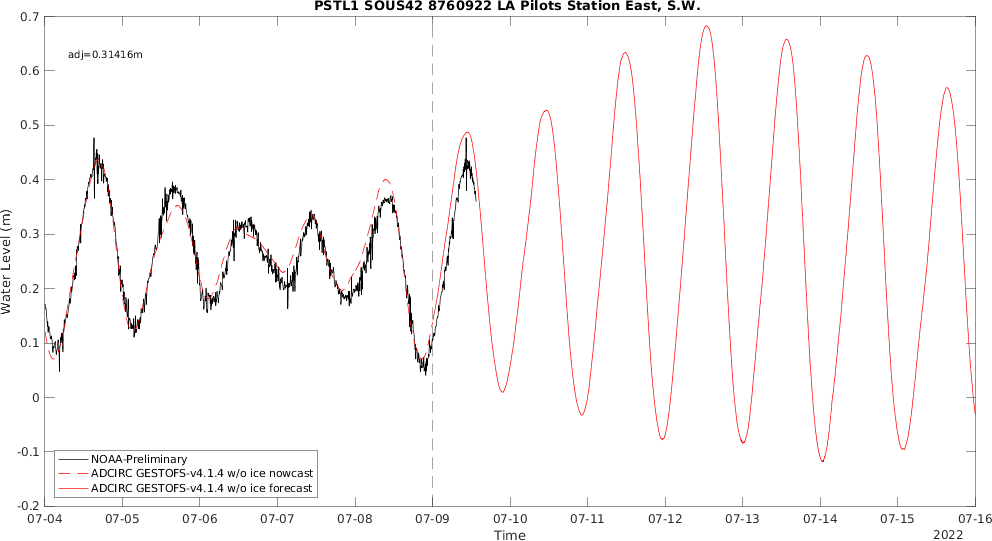 PSTL1 SOUS42 8760922 LA Pilots Station East, S.W.
adj=0.31416m
0.7
0.6
0.5
0.4
0.3
0.2
0.1
0
-0.1
-0.2
Water Level (m)
NOAA-Preliminary
ADCIRC GESTOFS-v4.1.4 w/o ice nowcast
ADCIRC GESTOFS-v4.1.4 w/o ice forecast
07-04 07-05 07-06 07-07 07-08 07-09 07-10 07-11 07-12 07-13 07-14 07-15 07-16
Time
2022